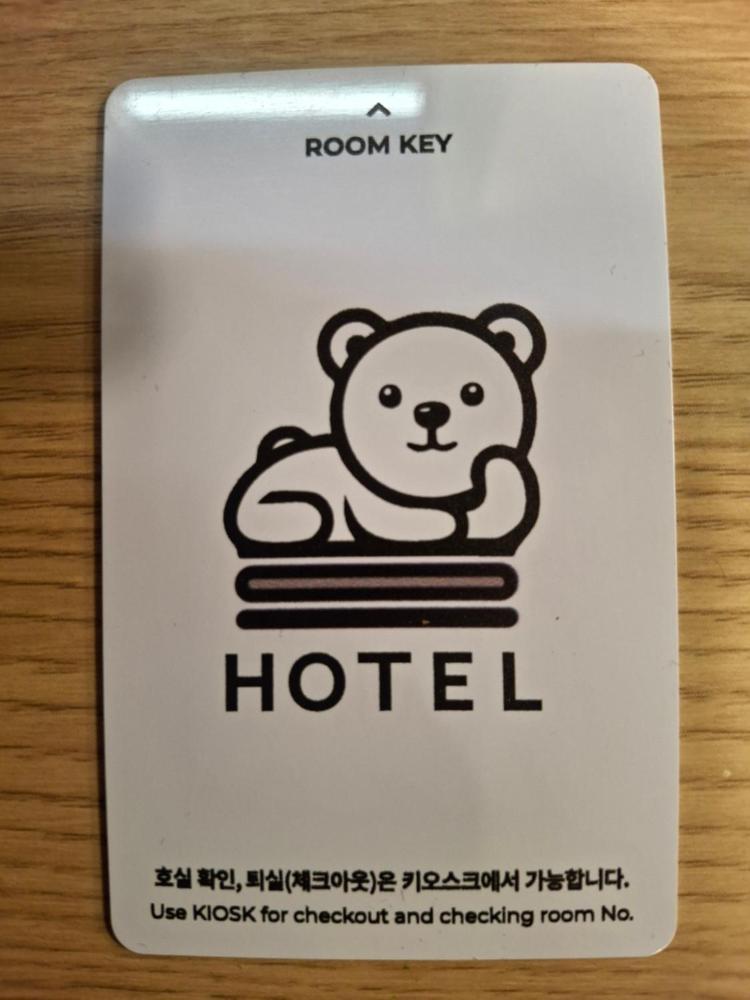 ROOM KEY
HOTEL
호실 확인, 퇴실(체크아웃)은 키오스크에서 가능합니다.
Use KIOSK for checkout and checking room No.